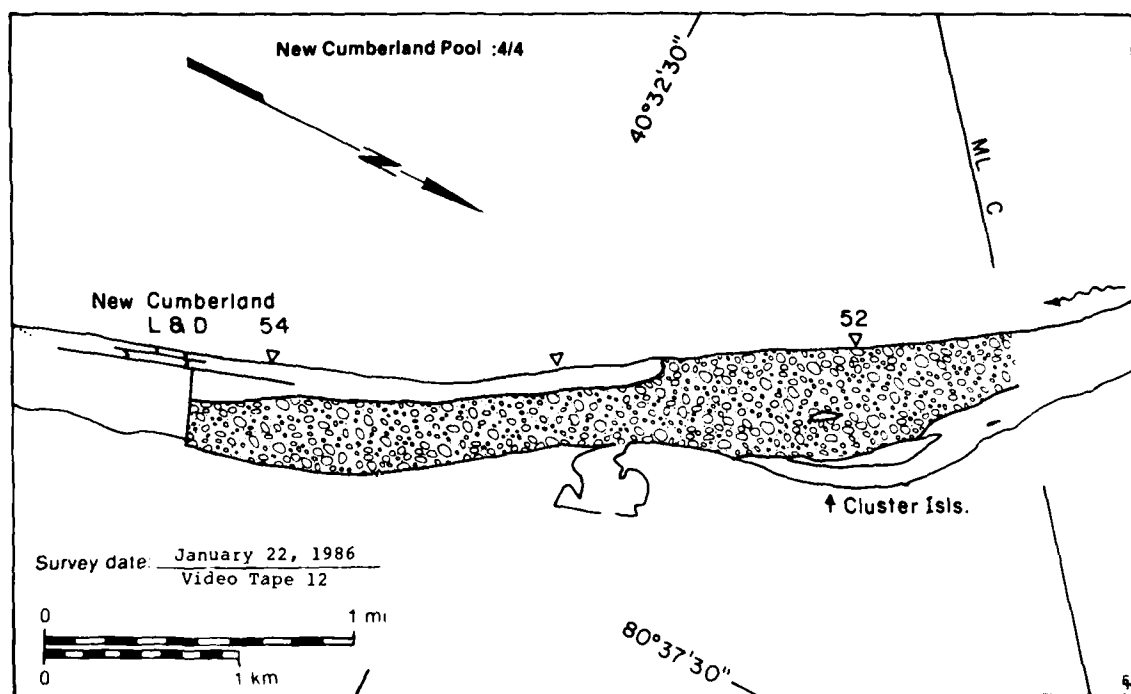 New Cumberland Pool :4/4
40°32'30"
N
ML C
New Cumberland
L & D 54
52
Cluster Isls.
Survey date: January 22, 1986
Video Tape 12
0 1 mi
0 1 km
80°37'30"